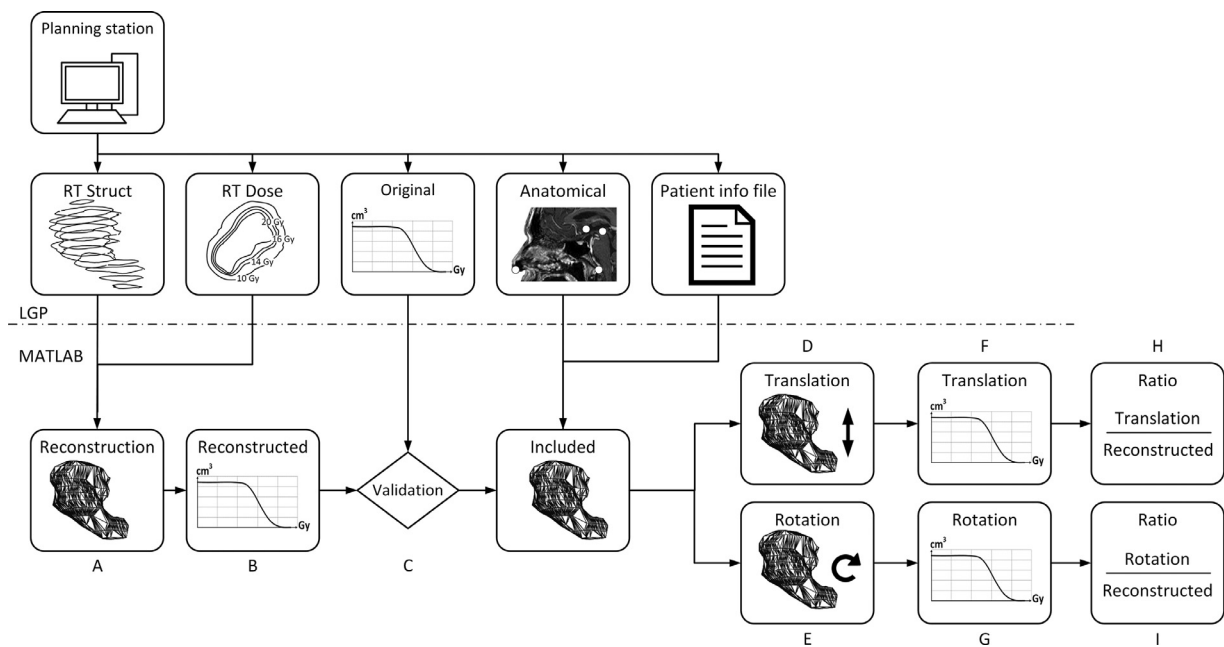 Planning station
RT Struct
RT Dose
20 Gy
16 Gy
14 Gy
10 Gy
Original
cm³
Gy
Anatomical
Patient info file
LGP
MATLAB
D
F
H
Translation
Translation
cm³
Gy
Ratio
Translation
Reconstructed
Reconstruction
Reconstructed
cm³
Gy
Validation
Included
Rotation
Rotation
cm³
Gy
Ratio
Rotation
Reconstructed
A
B
C
E
G
I